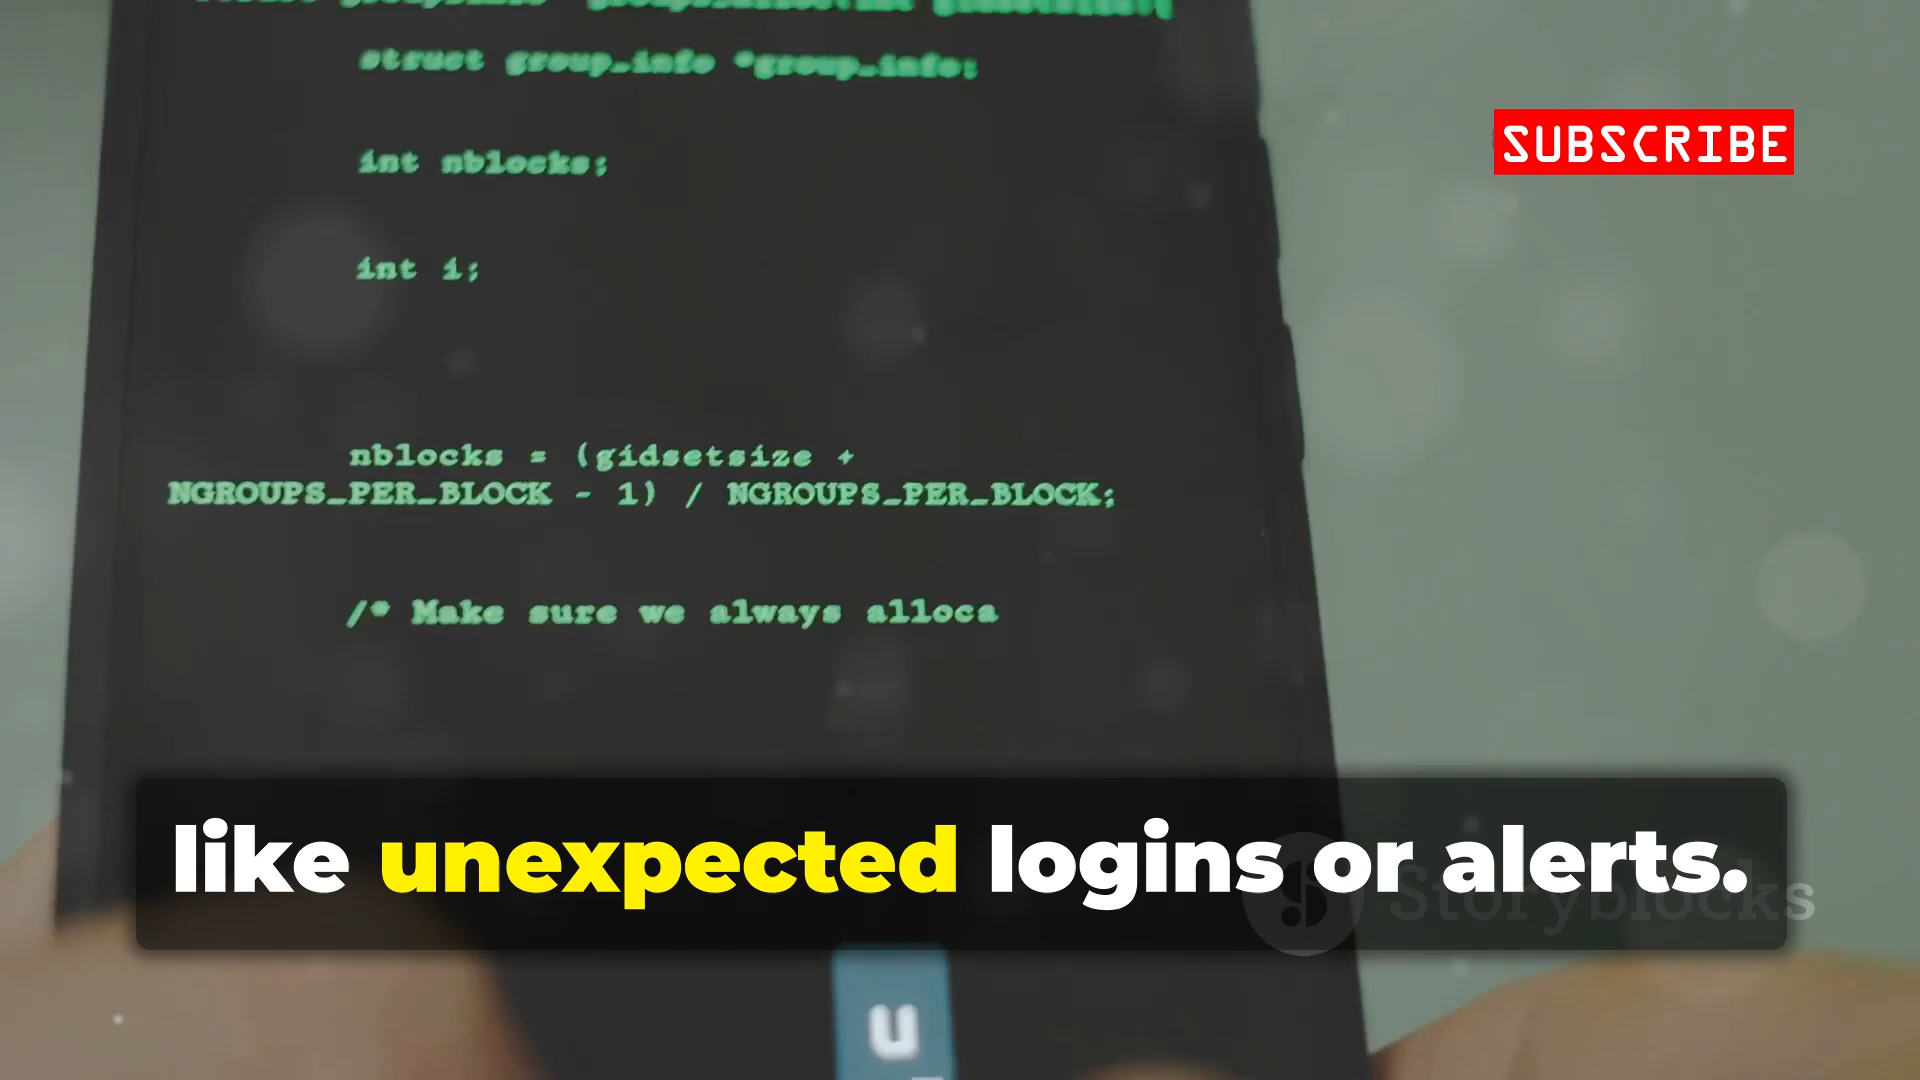 struct group_info *group_info;
SUBSCRIBE
int nblocks;
int i;
nblocks = (gidsetsize +
NGROUPS_PER_BLOCK - 1) / NGROUPS_PER_BLOCK;
/* Make sure we always alloca
like unexpected logins or alerts.
Storyblocks
u